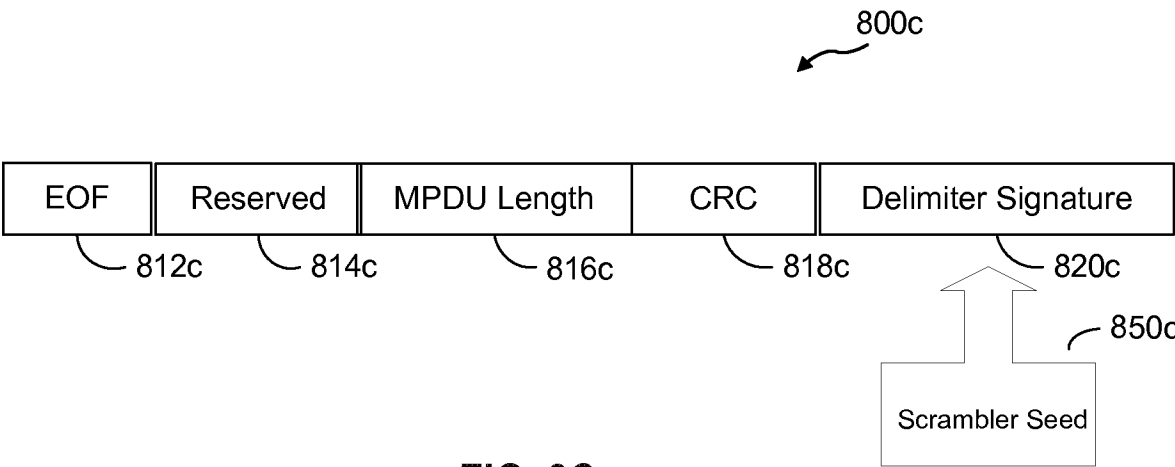 800c
EOF Reserved MPDU Length CRC Delimiter Signature
812c 814c 816c 818c 820c
850c
Scrambler Seed